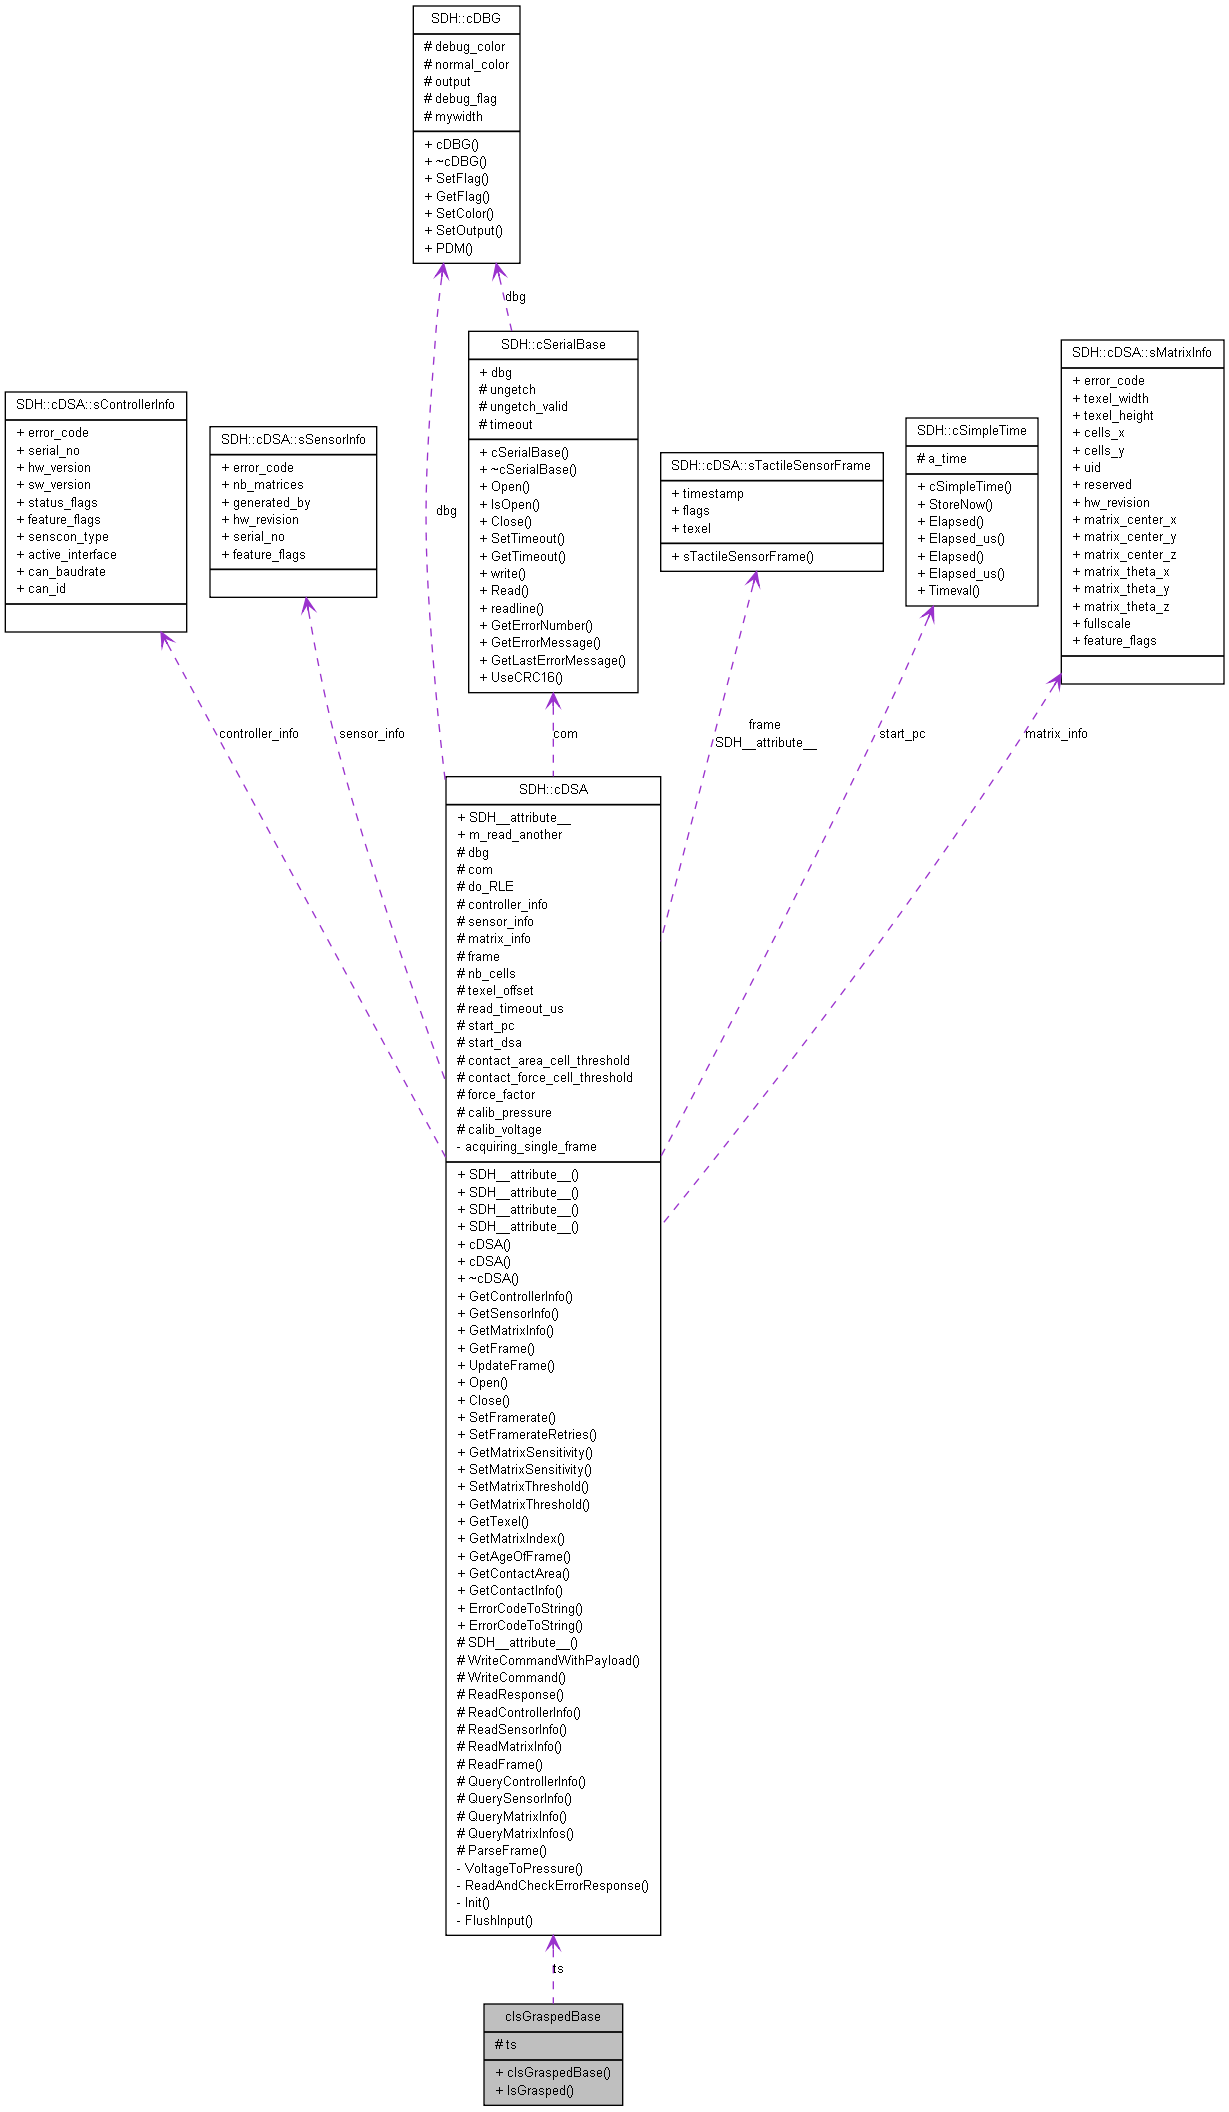 SDH::cDBG
# debug_color
# normal_color
# output
# debug_flag
# mywidth
+ cDBG()
+ ~cDBG()
+ SetFlag()
+ GetFlag()
+ SetColor()
+ SetOutput()
+ PDM()
dbg
dbg
SDH::cSerialBase
+ dbg
# ungetch
# ungetch_valid
# timeout
+ cSerialBase()
+ ~cSerialBase()
+ Open()
+ IsOpen()
+ Close()
+ SetTimeout()
+ GetTimeout()
+ write()
+ Read()
+ readline()
+ GetErrorNumber()
+ GetErrorMessage()
+ GetLastErrorMessage()
+ UseCRC16()
SDH::cDSA::sControllerInfo
+ error_code
+ serial_no
+ hw_version
+ sw_version
+ status_flags
+ feature_flags
+ senscon_type
+ active_interface
+ can_baudrate
+ can_id
SDH::cDSA::sSensorInfo
+ error_code
+ nb_matrices
+ generated_by
+ hw_revision
+ serial_no
+ feature_flags
SDH::cDSA::sTactileSensorFrame
+ timestamp
+ flags
+ texel
+ sTactileSensorFrame()
SDH::cSimpleTime
# a_time
+ cSimpleTime()
+ StoreNow()
+ Elapsed()
+ Elapsed_us()
+ Elapsed()
+ Elapsed_us()
+ Timeval()
SDH::cDSA::sMatrixInfo
+ error_code
+ texel_width
+ texel_height
+ cells_x
+ cells_y
+ uid
+ reserved
+ hw_revision
+ matrix_center_x
+ matrix_center_y
+ matrix_center_z
+ matrix_theta_x
+ matrix_theta_y
+ matrix_theta_z
+ fullscale
+ feature_flags
controller_info
sensor_info
com
frame
SDH__attribute__
start_pc
matrix_info
SDH::cDSA
+ SDH__attribute__
+ m_read_another
# dbg
# com
# do_RLE
# controller_info
# sensor_info
# matrix_info
# frame
# nb_cells
# texel_offset
# read_timeout_us
# start_pc
# start_dsa
# contact_area_cell_threshold
# contact_force_cell_threshold
# force_factor
# calib_pressure
# calib_voltage
- acquiring_single_frame
+ SDH__attribute__()
+ SDH__attribute__()
+ SDH__attribute__()
+ SDH__attribute__()
+ cDSA()
+ cDSA()
+ ~cDSA()
+ GetControllerInfo()
+ GetSensorInfo()
+ GetMatrixInfo()
+ GetFrame()
+ UpdateFrame()
+ Open()
+ Close()
+ SetFramerate()
+ SetFramerateRetries()
+ GetMatrixSensitivity()
+ SetMatrixSensitivity()
+ SetMatrixThreshold()
+ GetMatrixThreshold()
+ GetTexel()
+ GetMatrixIndex()
+ GetAgeOfFrame()
+ GetContactArea()
+ GetContactInfo()
+ ErrorCodeToString()
+ ErrorCodeToString()
# SDH__attribute__()
# WriteCommandWithPayload()
# WriteCommand()
# ReadResponse()
# ReadControllerInfo()
# ReadSensorInfo()
# ReadMatrixInfo()
# ReadFrame()
# QueryControllerInfo()
# QuerySensorInfo()
# QueryMatrixInfo()
# QueryMatrixInfos()
# ParseFrame()
- VoltageToPressure()
- ReadAndCheckErrorResponse()
- Init()
- FlushInput()
ts
cIsGraspedBase
# ts
+ cIsGraspedBase()
+ IsGrasped()